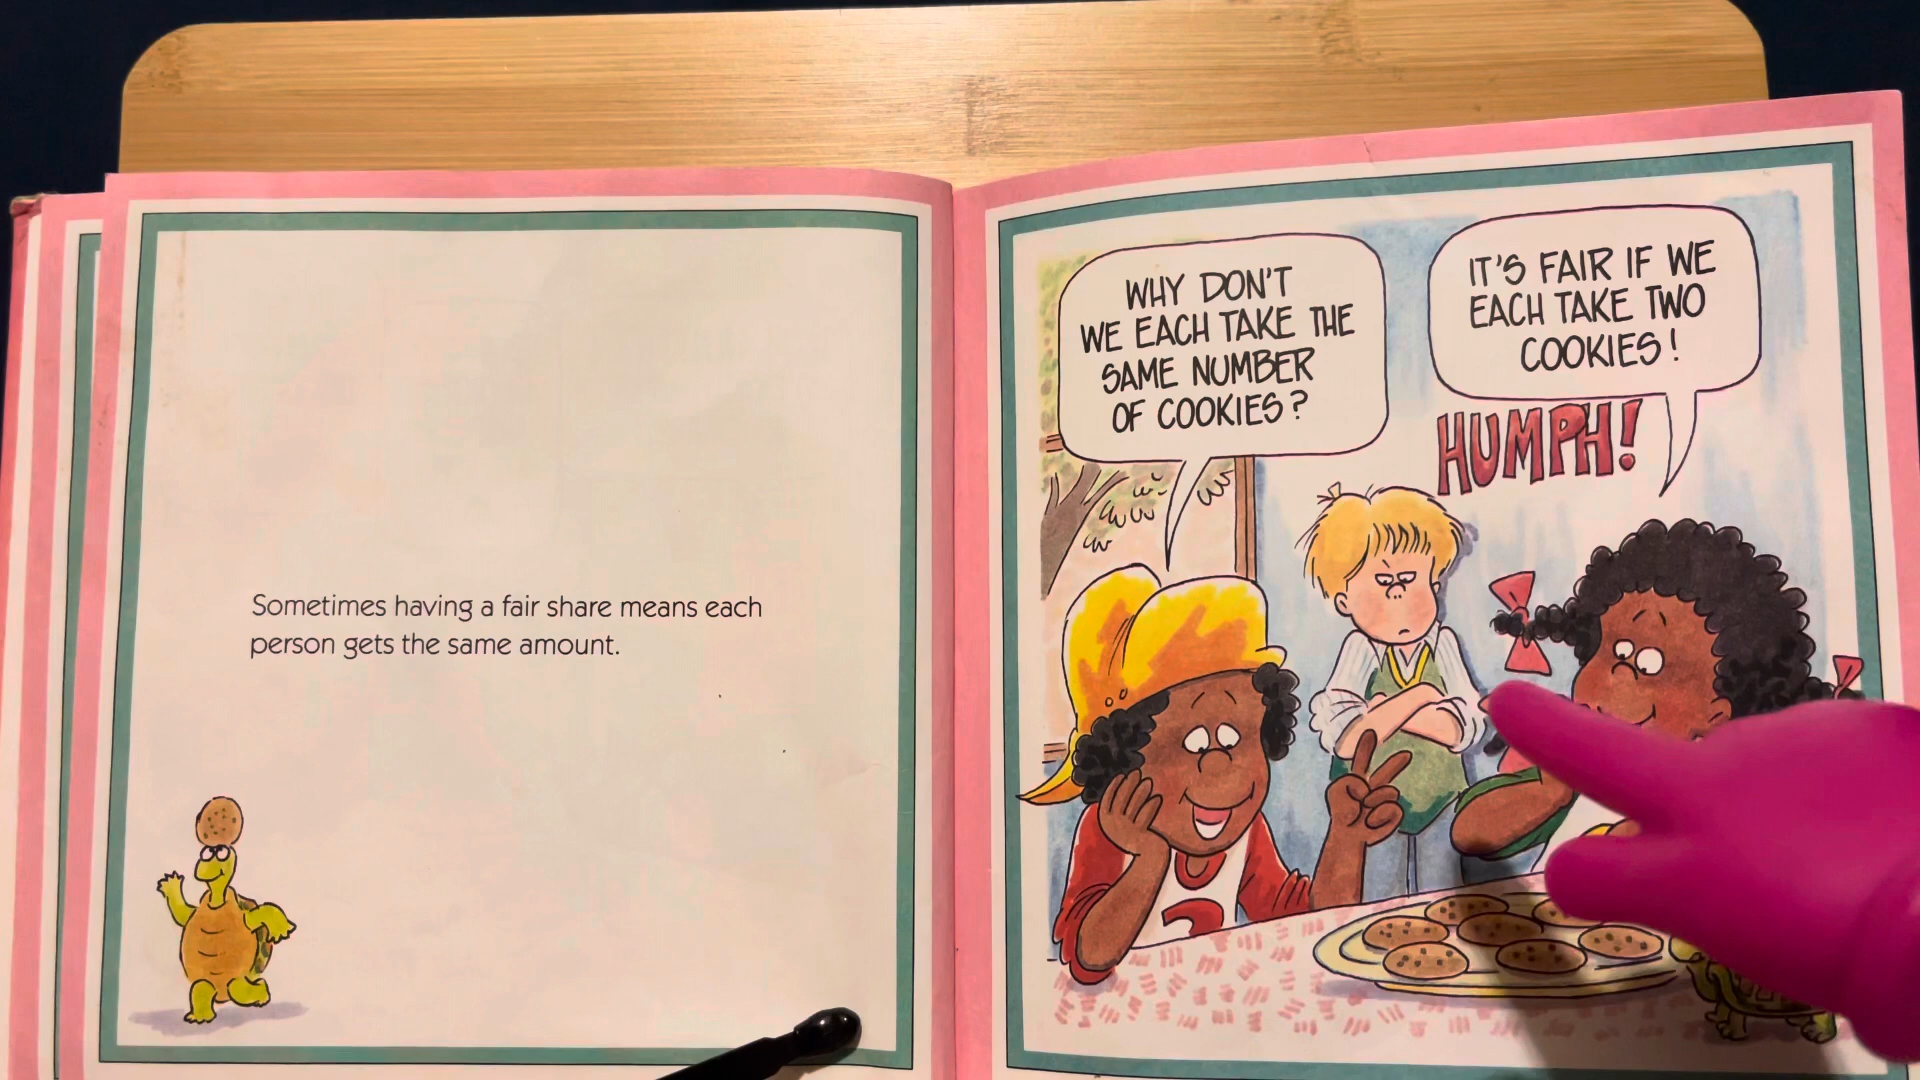 Sometimes having a fair share means each
person gets the same amount.
WHY DON'T
WE EACH TAKE THE
SAME NUMBER
OF COOKIES?
IT'S FAIR IF WE
EACH TAKE TWO
COOKIES!
HUMPH!
2